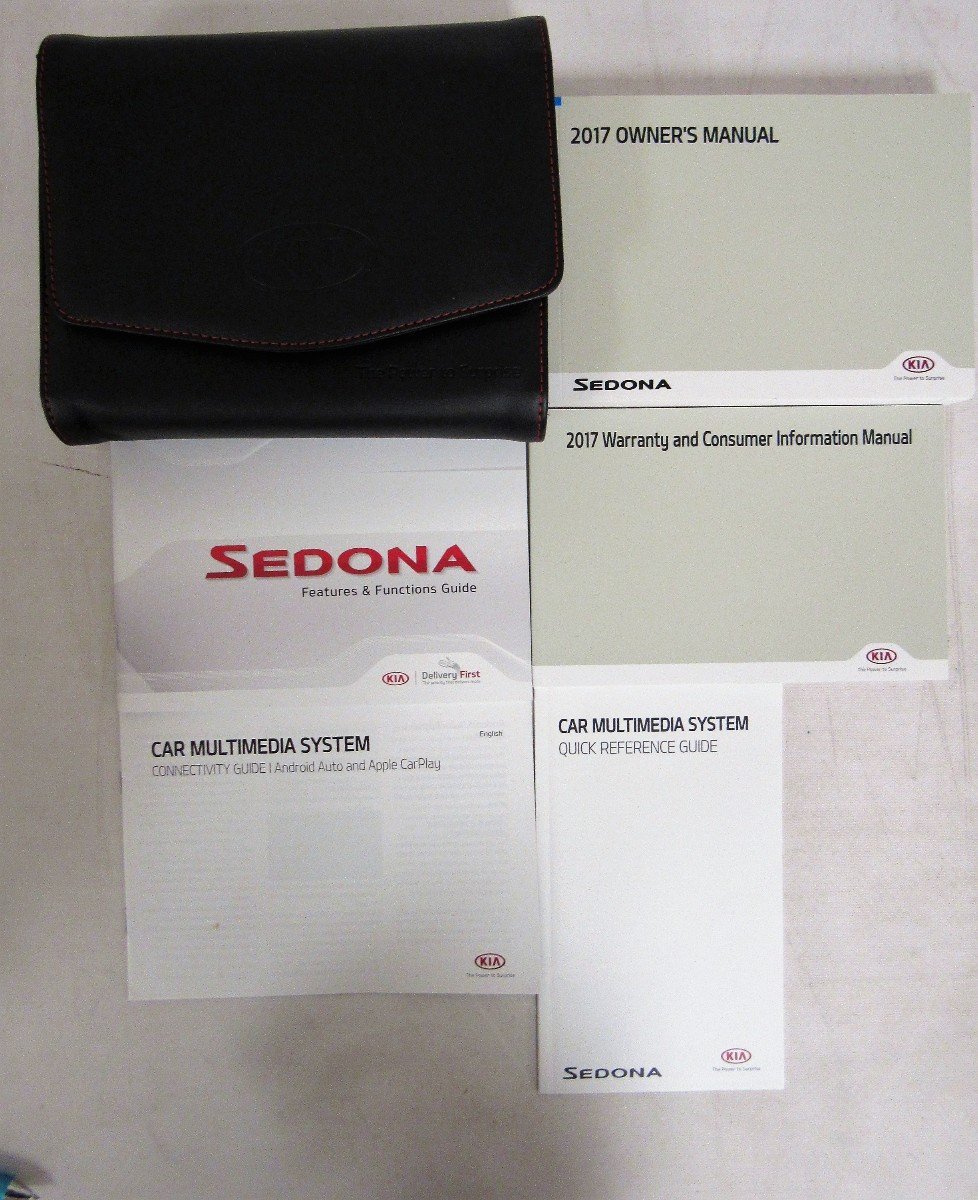 2017 OWNER'S MANUAL
SEDONA
KIA
The Power to Surprise
2017 Warranty and Consumer Information Manual
KIA
The Power to Surprise
SEDONA
Features & Functions Guide
KIA
Delivery First
English
CAR MULTIMEDIA SYSTEM
CONNECTIVITY GUIDE | Android Auto and Apple CarPlay
KIA
The Power to Surprise
CAR MULTIMEDIA SYSTEM
QUICK REFERENCE GUIDE
SEDONA
KIA
The Power to Surprise